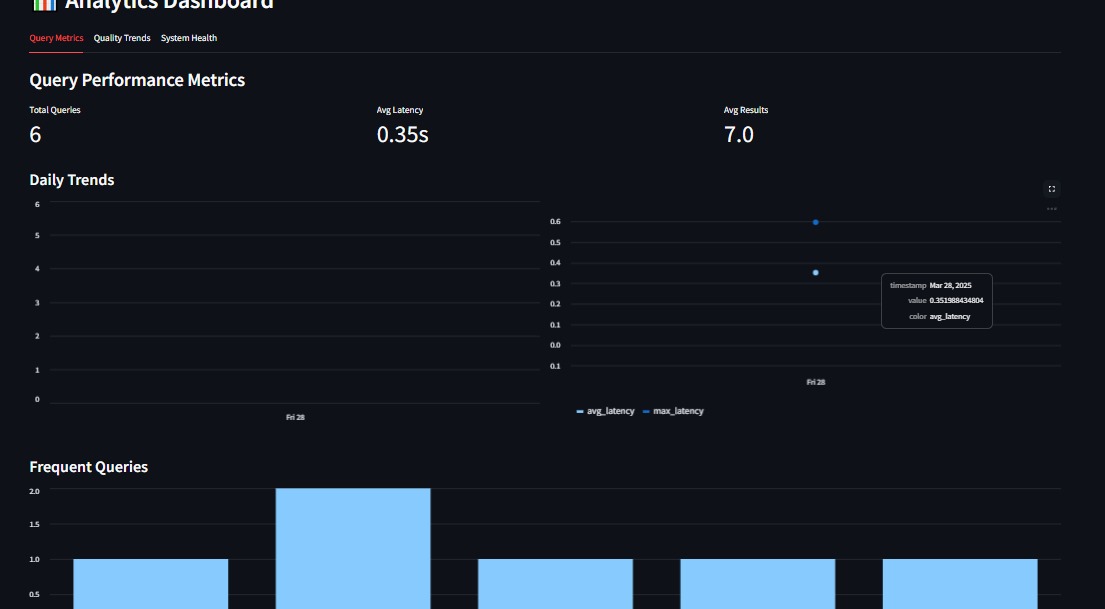 Analytics Dashboard
Query Metrics Quality Trends System Health
Query Performance Metrics
Total Queries
6
Avg Latency
0.35s
Avg Results
7.0
Daily Trends
6
5
4
3
2
1
0
Fri 28
0.6
0.5
0.4
0.3
0.2
0.1
0.0
0.1
Fri 28
timestamp Mar 28, 2025
value 0.351988434804
color avg_latency
avg_latency max_latency
Frequent Queries
2.0
1.5
1.0
0.5